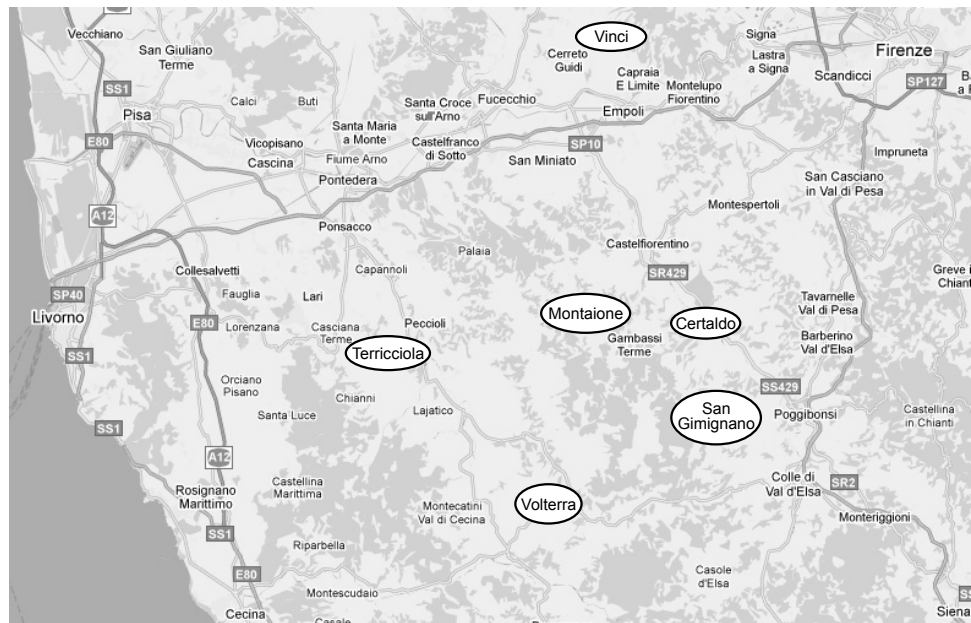 Vecchiano
San Giuliano
Terme
SS1
Pisa
Calci
Buti
E80
Vicopisano
Cascina
Santa Maria
a Monte
Fiume Arno
Pontedera
Santa Croce
sull'Arno
Castelfranco
di Sotto
Fucecchio
Vinci
Cerreto
Guidi
Capraia
E Limite
Empoli
Montelupo
Fiorentino
Signa
Lastra
a Signa
Firenze
Scandicci
SP127
SP10
San Miniato
Impruneta
San Casciano
in Val di Pesa
Montespertoli
A12
Ponsacco
Palaia
Castelfiorentino
SR429
Collesalvetti
Capannoli
Greve i
Chianti
SP40
Livorno
Fauglia
Lari
Lorenzana
Casciana
Terme
Peccioli
Montaione
Gambassi
Terme
Certaldo
Tavarnelle
Val di Pesa
Barberino
Val d'Elsa
E80
SS1
Terricciola
Orciano
Pisano
Chianni
Lajatico
Santa Luce
San
Gimignano
SS429
Poggibonsi
Castellina
in Chianti
SS1
A12
Castellina
Marittima
Rosignano
Marittimo
Volterra
Montecatini
Val di Cecina
Colle di
Val d'Elsa
SR2
Monteriggioni
SS1
Riparbella
E80
Montescudaio
Casole
d'Elsa
Cecina
Casale
Siena